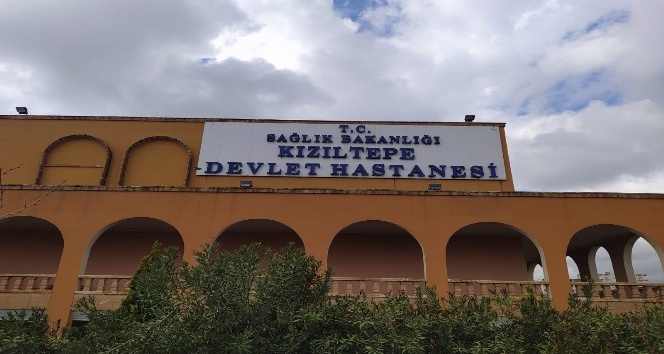 T.C.
SAĞLIK BAKANLIĞI
KIZILTEPE
DEVLET HASTANESİ